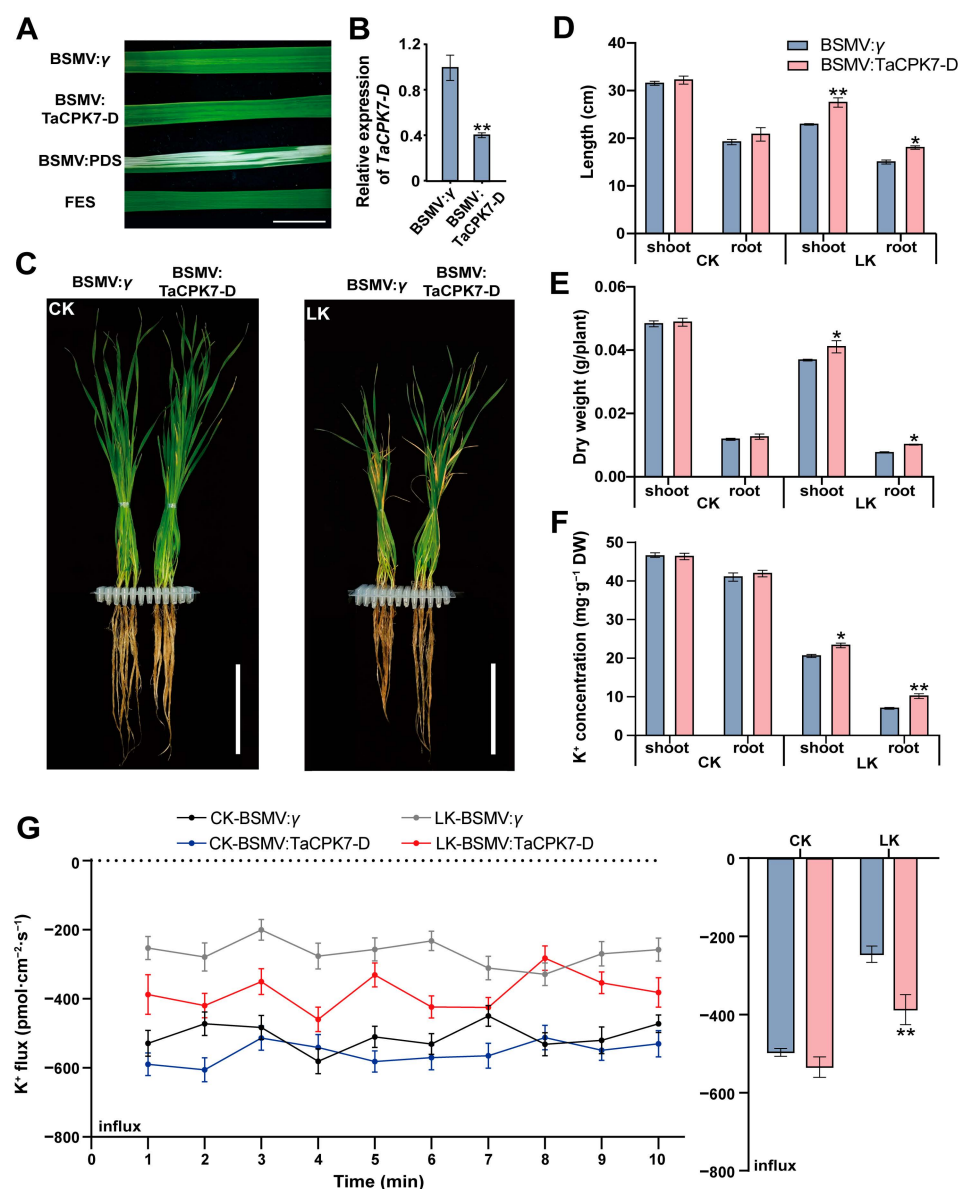 A
BSMV:γ
BSMV:
TaCPK7-D
BSMV:PDS
FES
B
Relative expression
of TaCPK7-D
1.2
0.8
0.4
0
**
BSMV:γ
BSMV:
TaCPK7-D
C
BSMV:γ
BSMV:
TaCPK7-D
CK
BSMV:γ
BSMV:
TaCPK7-D
LK
D
BSMV:γ
BSMV:TaCPK7-D
Length (cm)
40
30
20
10
0
**
*
shoot root shoot root
CK LK
E
Dry weight (g/plant)
0.06
0.04
0.02
0.00
*
*
shoot root shoot root
CK LK
F
K⁺ concentration (mg·g⁻¹ DW)
50
40
30
20
10
0
*
**
shoot root shoot root
CK LK
G
CK-BSMV:γ LK-BSMV:γ
CK-BSMV:TaCPK7-D LK-BSMV:TaCPK7-D
K⁺ flux (pmol·cm⁻²·s⁻¹)
0
−200
−400
−600
−800
influx
0 1 2 3 4 5 6 7 8 9 10
Time (min)
CK LK
0
−200
−400
−600
−800
**
influx